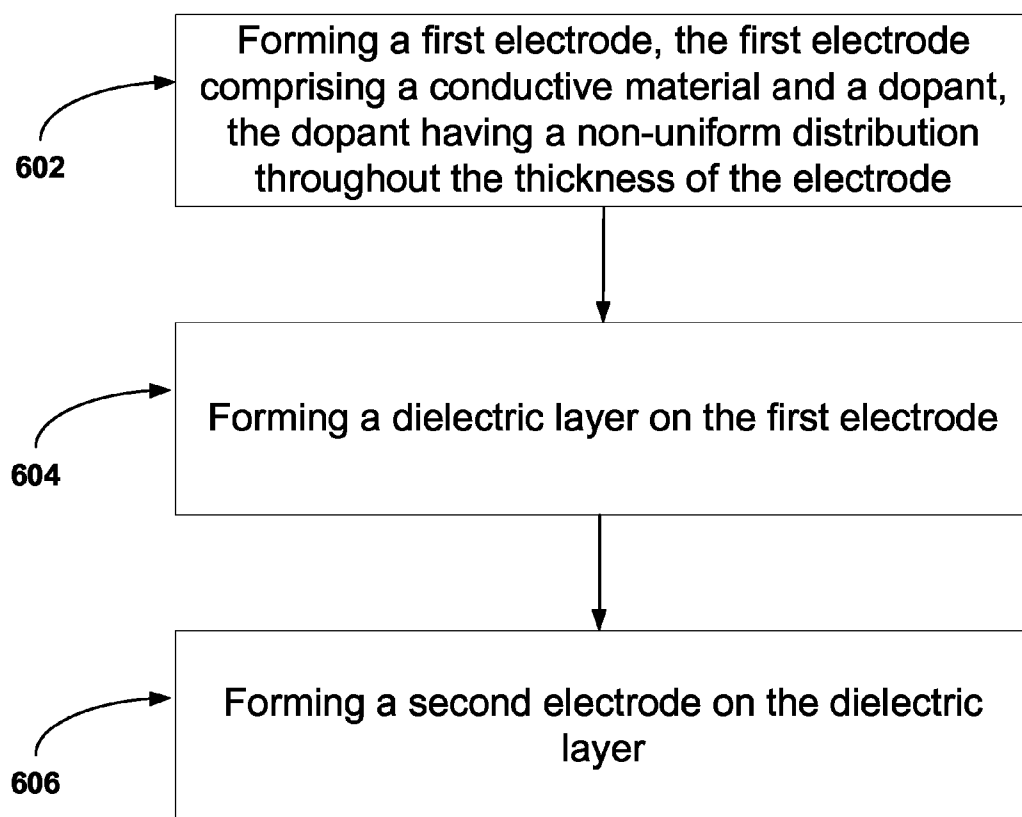 Forming a first electrode, the first electrode
comprising a conductive material and a dopant,
the dopant having a non-uniform distribution
throughout the thickness of the electrode
602
Forming a dielectric layer on the first electrode
604
Forming a second electrode on the dielectric
layer
606